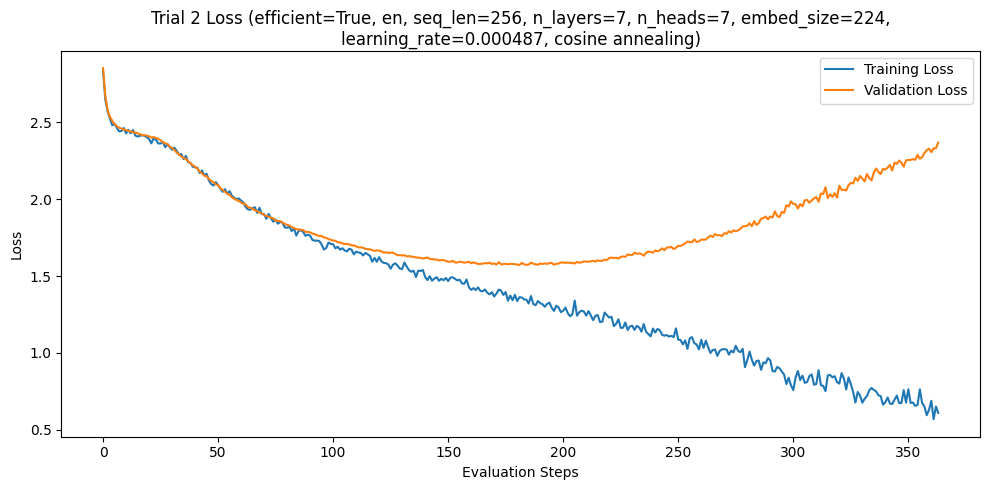 Trial 2 Loss (efficient=True, en, seq_len=256, n_layers=7, n_heads=7, embed_size=224,
learning_rate=0.000487, cosine annealing)
Training Loss
Validation Loss
2.5
2.0
1.5
1.0
0.5
Loss
0 50 100 150 200 250 300 350
Evaluation Steps